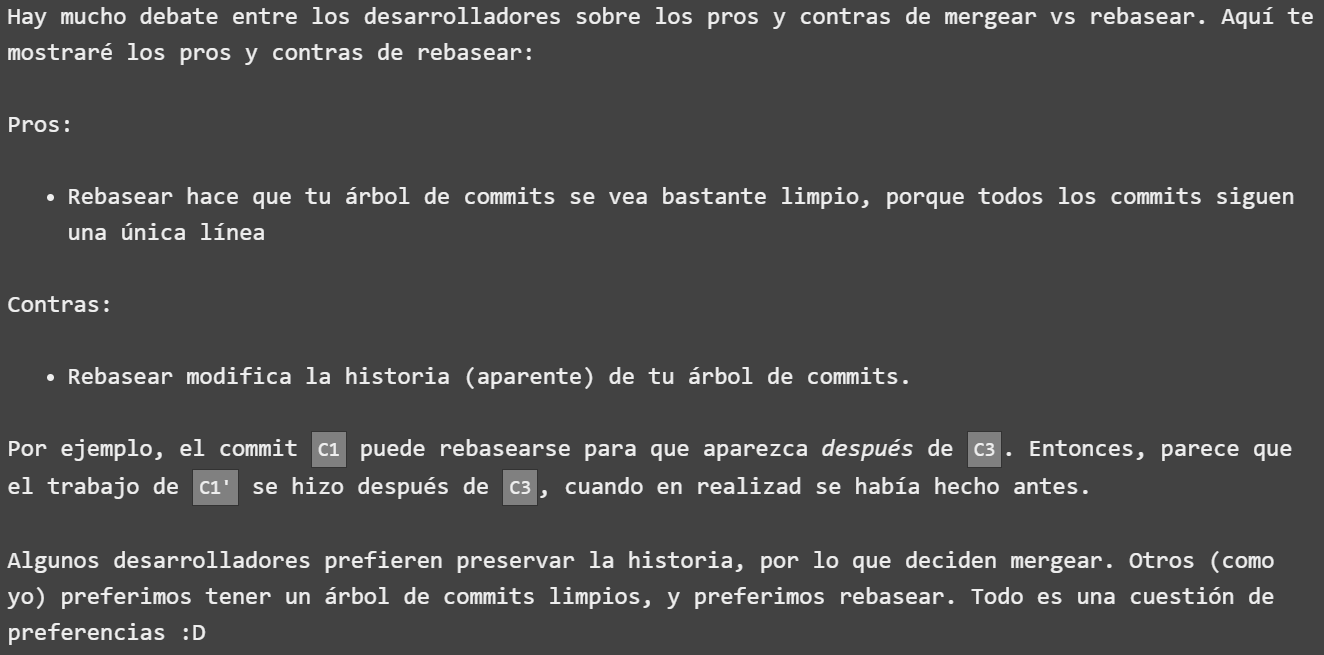 Hay mucho debate entre los desarrolladores sobre los pros y contras de mergear vs rebasear. Aquí te
mostraré los pros y contras de rebasear:
Pros:
• Rebasear hace que tu árbol de commits se vea bastante limpio, porque todos los commits siguen
una única línea
Contras:
• Rebasear modifica la historia (aparente) de tu árbol de commits.
Por ejemplo, el commit C1 puede rebasearse para que aparezca después de C3. Entonces, parece que
el trabajo de C1' se hizo después de C3, cuando en realizad se había hecho antes.
Algunos desarrolladores prefieren preservar la historia, por lo que deciden mergear. Otros (como
yo) preferimos tener un árbol de commits limpios, y preferimos rebasear. Todo es una cuestión de
preferencias :D